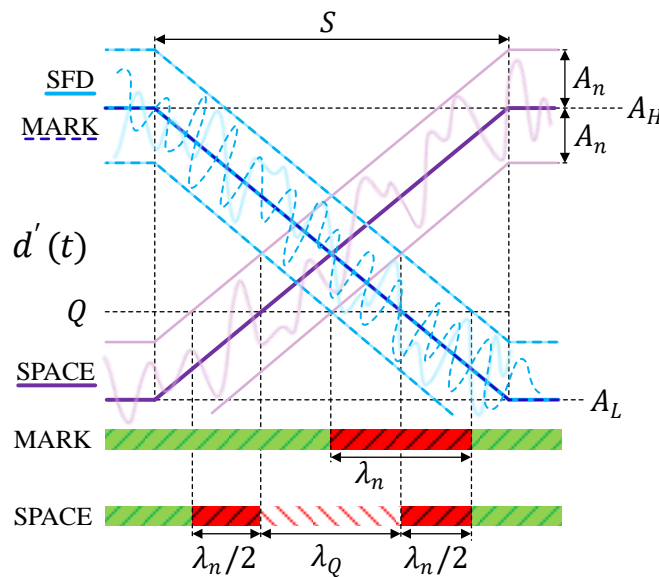 S
SFD
MARK
A_n
A_H
A_n
d'(t)
Q
SPACE
A_L
MARK
λ_n
SPACE
λ_n/2
λ_Q
λ_n/2